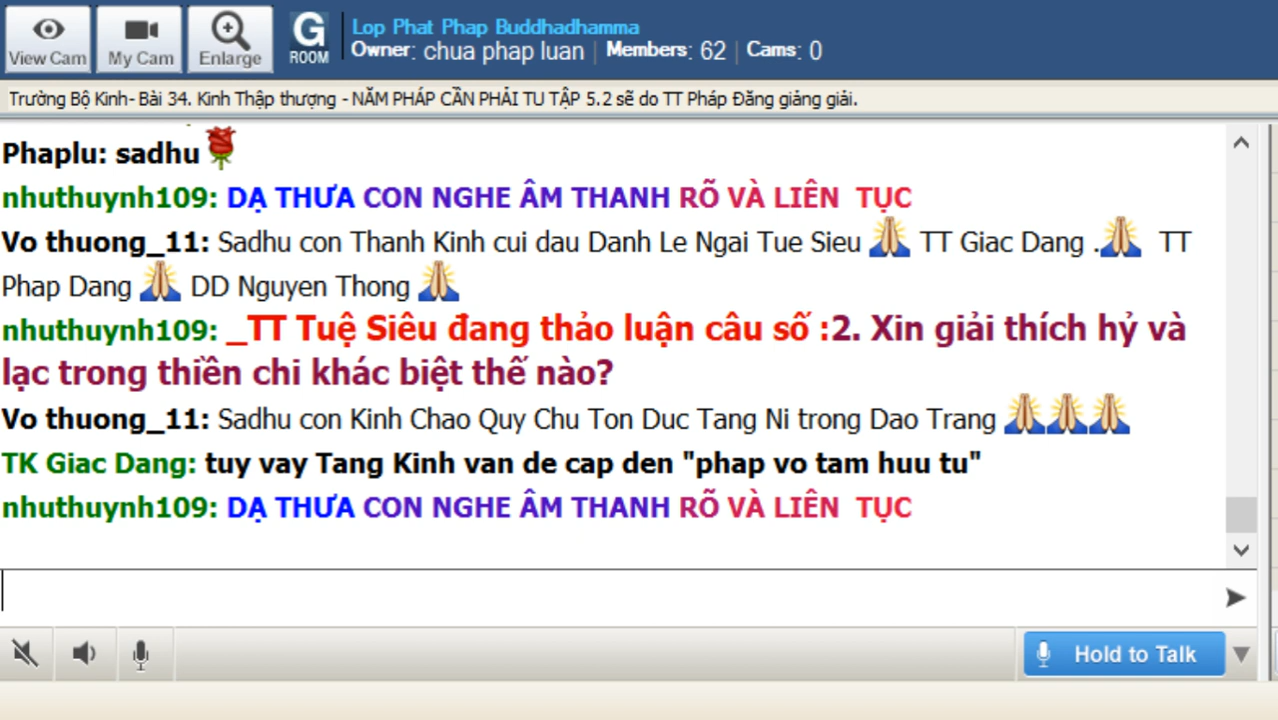 View Cam
My Cam
Enlarge
G
ROOM
Lop Phat Phap Buddhadhamma
Owner: chua phap luan | Members: 62 | Cams: 0
Trường Bộ Kinh- Bài 34. Kinh Thập thượng - NĂM PHÁP CẦN PHẢI TU TẬP 5.2 sẽ do TT Pháp Đăng giảng giải.
Phaplu: sadhu
nhuthuynh109: DẠ THƯA CON NGHE ÂM THANH RÕ VÀ LIÊN TỤC
Vo thuong_11: Sadhu con Thanh Kinh cui dau Danh Le Ngai Tue Sieu TT Giac Dang . TT
Phap Dang DD Nguyen Thong
nhuthuynh109: _TT Tuệ Siêu đang thảo luận câu số :2. Xin giải thích hỷ và
lạc trong thiền chi khác biệt thế nào?
Vo thuong_11: Sadhu con Kinh Chao Quy Chu Ton Duc Tang Ni trong Dao Trang
TK Giac Dang: tuy vay Tang Kinh van de cap den "phap vo tam huu tu"
nhuthuynh109: DẠ THƯA CON NGHE ÂM THANH RÕ VÀ LIÊN TỤC
Hold to Talk